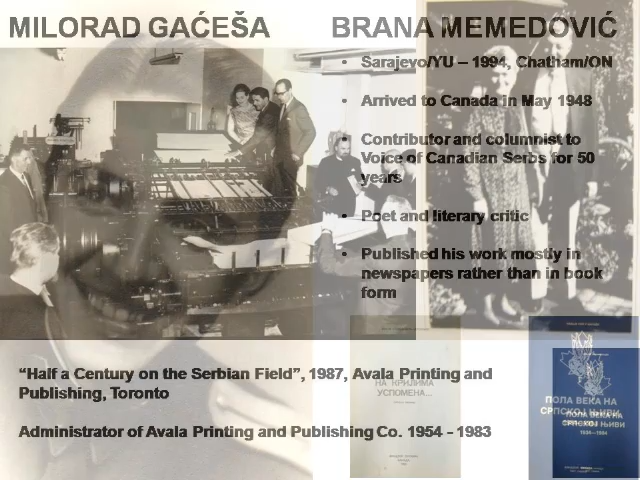 MILORAD GAĆEŠA
BRANA MEMEDOVIĆ
• Sarajevo/YU – 1994, Chatham/ON
• Arrived to Canada in May 1948
• Contributor and columnist to
Voice of Canadian Serbs for 50
years
• Poet and literary critic
• Published his work mostly in
newspapers rather than in book
form
“Half a Century on the Serbian Field”, 1987, Avala Printing and
Publishing, Toronto
Administrator of Avala Printing and Publishing Co. 1954 - 1983
НА КРИЛИМА
УСПОМЕНА...
ПОЛА ВЕКА НА
СРПСКОЈ ЊИВИ